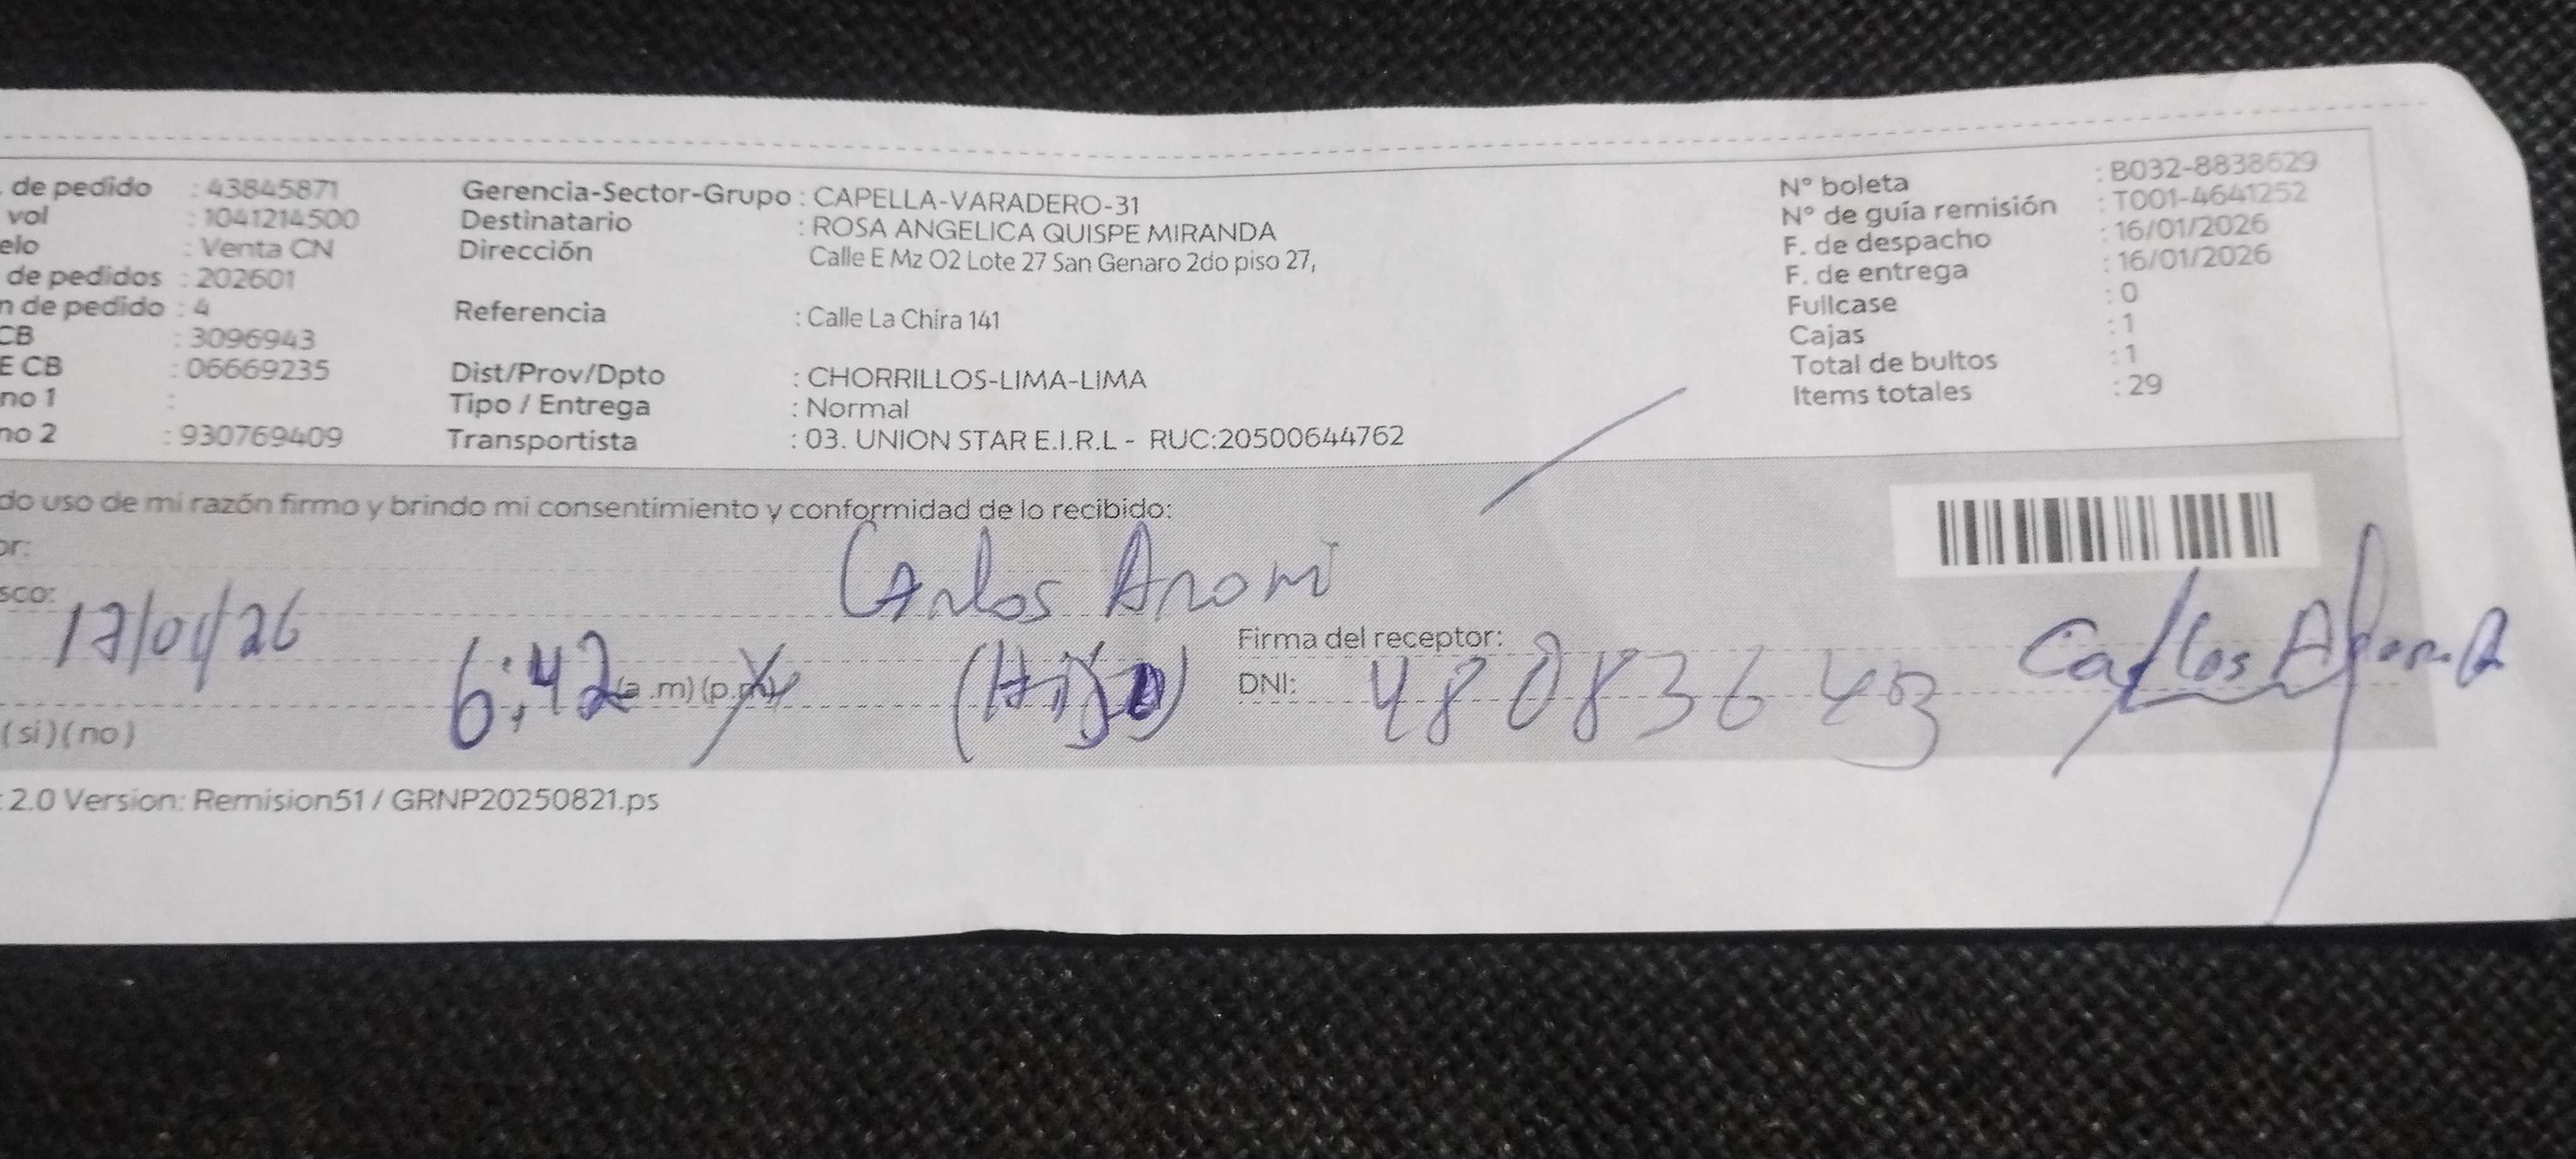 de pedido : 43845871
vol : 1041214500
elo : Venta CN
de pedidos : 202601
n de pedido : 4
CB : 3096943
E CB : 06669235
no 1 :
no 2 : 930769409
Gerencia-Sector-Grupo : CAPELLA-VARADERO-31
Destinatario : ROSA ANGELICA QUISPE MIRANDA
Dirección Calle E Mz O2 Lote 27 San Genaro 2do piso 27,
Referencia : Calle La Chira 141
Dist/Prov/Dpto : CHORRILLOS-LIMA-LIMA
Tipo / Entrega : Normal
Transportista : 03. UNION STAR E.I.R.L - RUC:20500644762
N° boleta : B032-8838629
N° de guía remisión : T001-4641252
F. de despacho : 16/01/2026
F. de entrega : 16/01/2026
Fullcase : 0
Cajas : 1
Total de bultos : 1
Items totales : 29
do uso de mi razón firmo y brindo mi consentimiento y conformidad de lo recibido:
or: Carlos
sco:
17/01/26
6:42 (a.m) (p.m) (Hijo)
Firma del receptor: Carlos
DNI:
(si) (no)
: 2.0 Version: Remision51 / GRNP20250821.ps